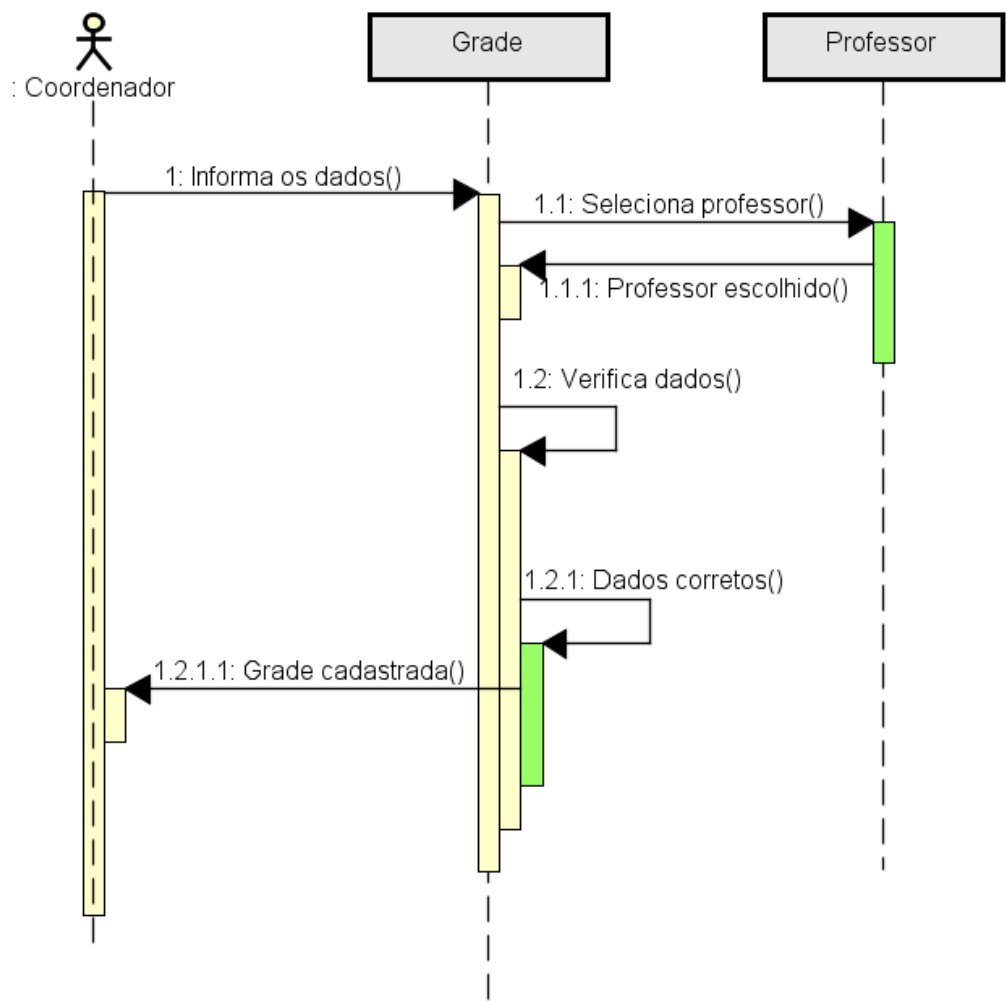 Grade
Professor
: Coordenador
1: Informa os dados()
1.1: Seleciona professor()
1.1.1: Professor escolhido()
1.2: Verifica dados()
1.2.1: Dados corretos()
1.2.1.1: Grade cadastrada()